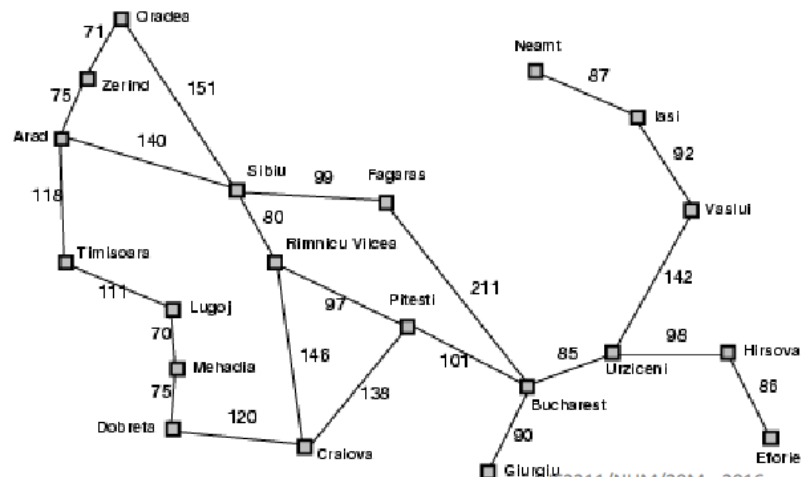 Oradea
71
Neamt
Zerind
87
75
151
Iasi
Arad
140
92
Sibiu
99
Fagaras
118
80
Vaslui
Timisoara
Rimnicu Vilcea
111
211
142
Lugoj
97
Pitesti
70
98
146
85
Hirsova
Mehadia
101
Urziceni
75
138
86
120
Bucharest
Dobreta
90
Craiova
Eforie
Giurgiu